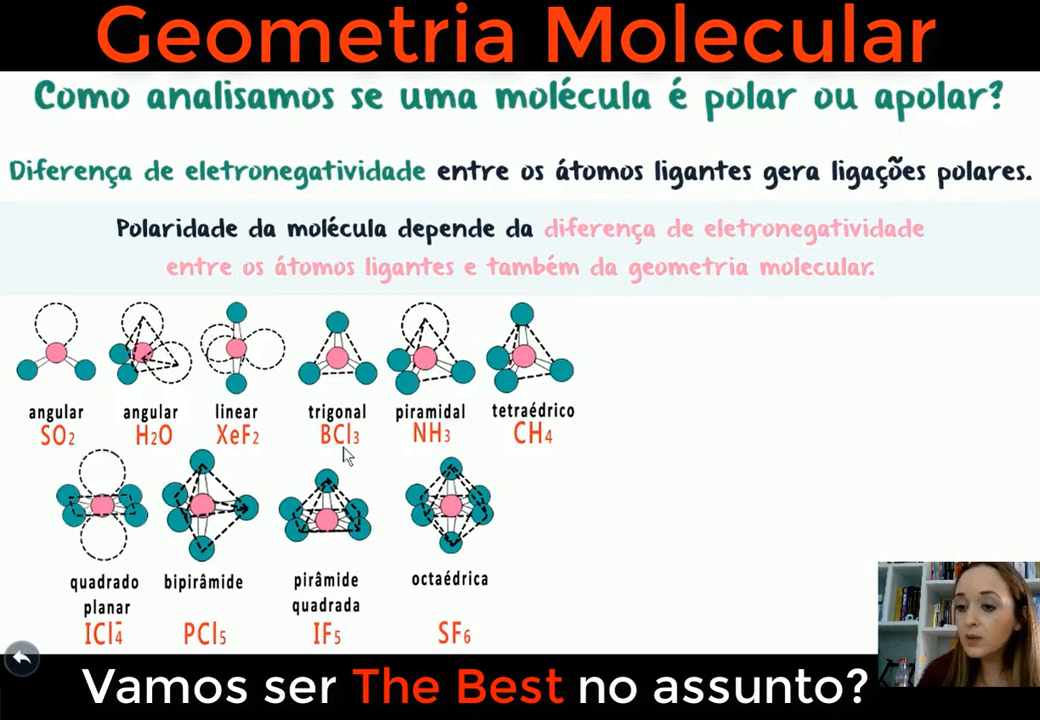 Geometria Molecular
Como analisamos se uma molécula é polar ou apolar?
Diferença de eletronegatividade entre os átomos ligantes gera ligações polares.
Polaridade da molécula depende da diferença de eletronegatividade
entre os átomos ligantes e também da geometria molecular.
angular angular linear trigonal piramidal tetraédrico
SO2 H2O XeF2 BCl3 NH3 CH4
quadrado bipirâmide pirâmide octaédrica
planar quadrada
ICl4- PCl5 IF5 SF6
Vamos ser The Best no assunto?